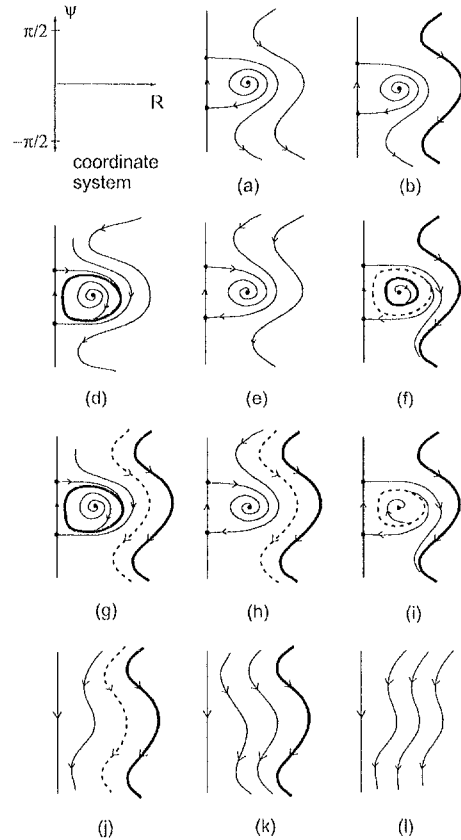 π/2
ψ
R
−π/2
coordinate
system
(a)
(b)
(d)
(e)
(f)
(g)
(h)
(i)
(j)
(k)
(l)